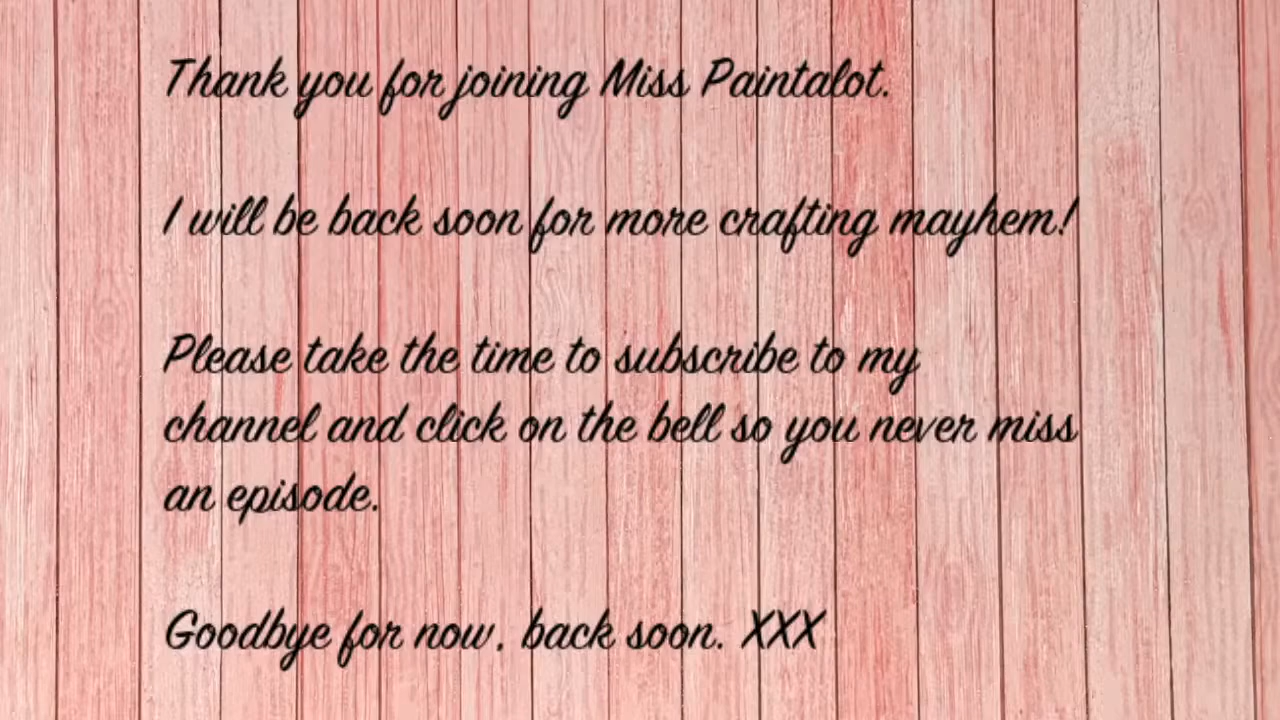 Thank you for joining Miss Paintalot.
I will be back soon for more crafting mayhem!
Please take the time to subscribe to my
channel and click on the bell so you never miss
an episode.
Goodbye for now, back soon. XXX